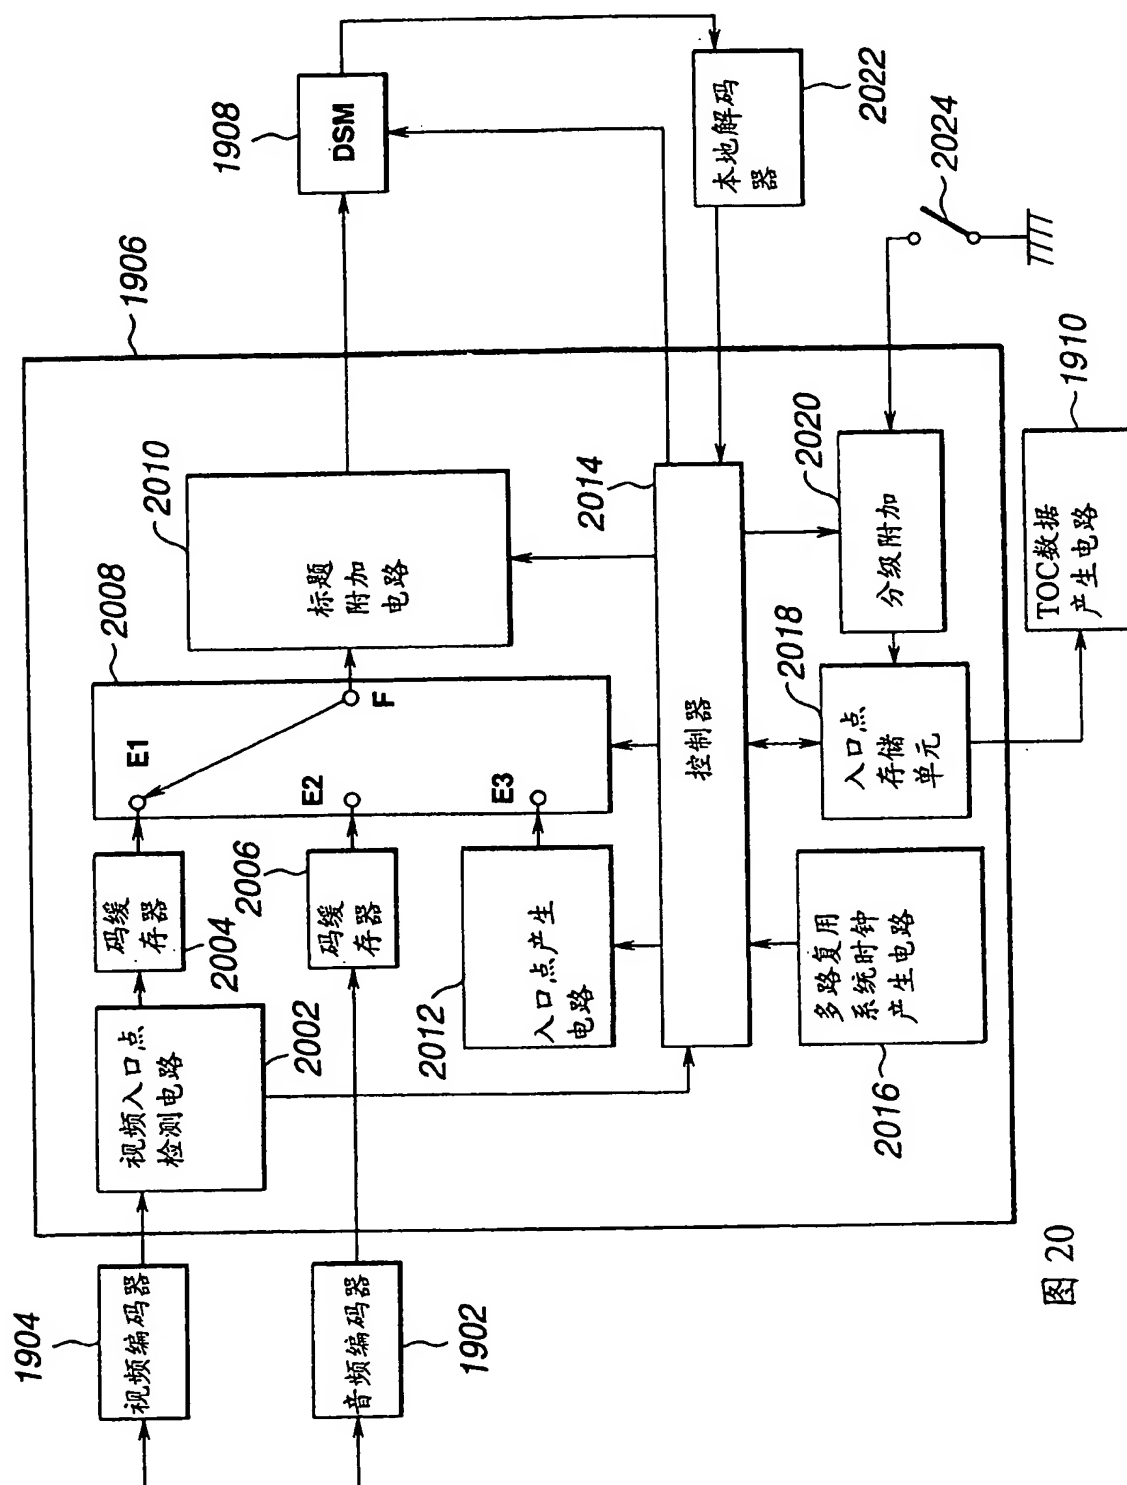 1904
视频编码器
音频编码器
1902
1906
视频入口点
检测电路
2002
码缓
存器
2004
2006
码缓
存器
2008
E1
E2
E3
F
2010
标题
附加
电路
1908
DSM
2012
入口点产生
电路
2014
控制器
本地解码
器
2022
2016
多路复用
系统时钟
产生电路
2018
入口点
存储
单元
2020
分级附加
2024
1910
TOC数据
产生电路
图 20